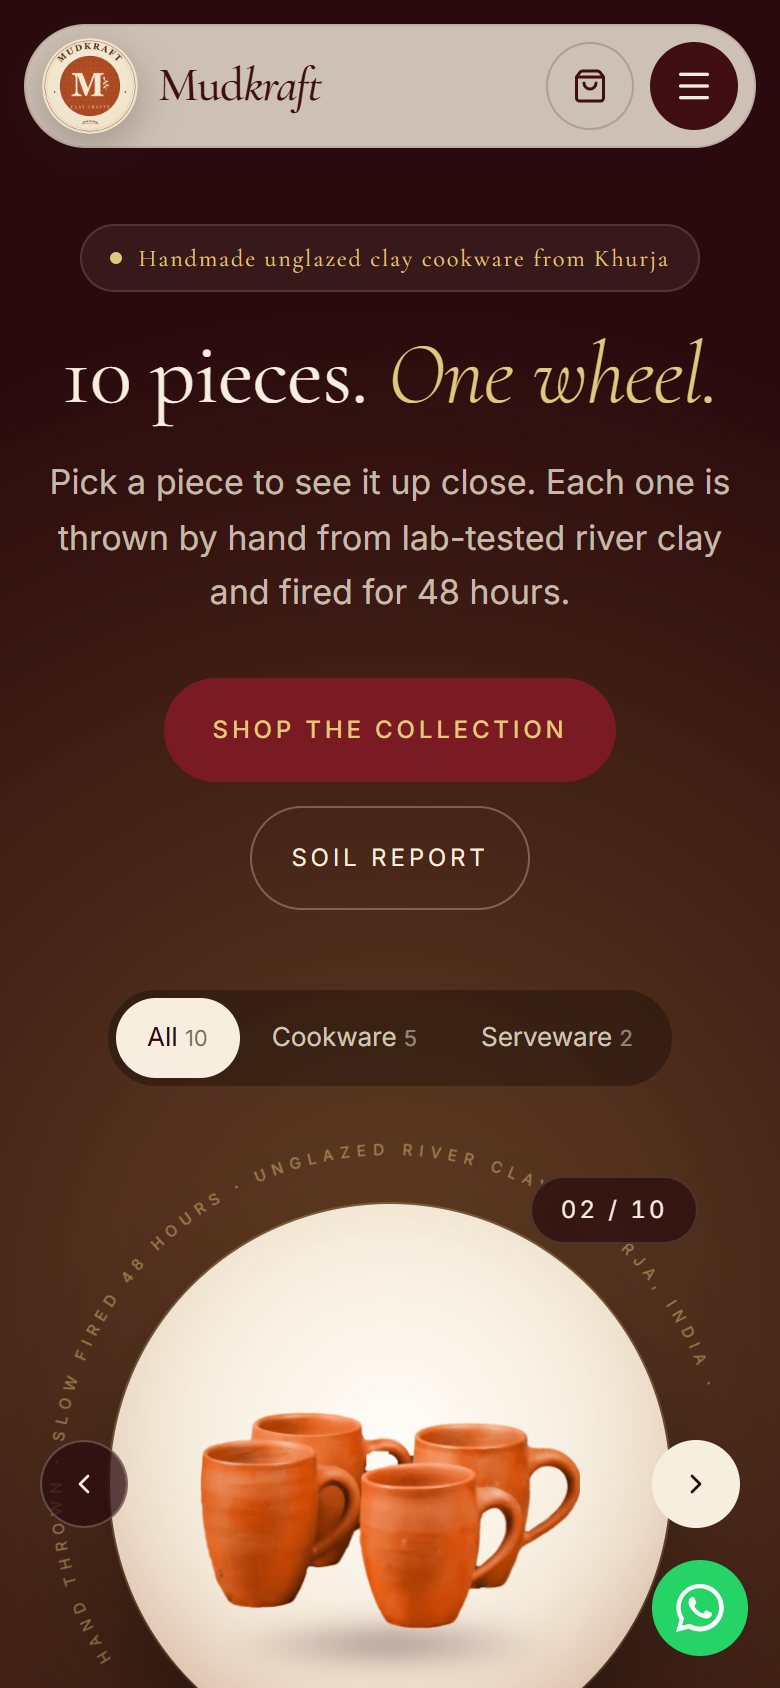 MUDKRAFT
M
CLAY CRAFTS
Mudkraft
Handmade unglazed clay cookware from Khurja
10 pieces. One wheel.
Pick a piece to see it up close. Each one is
thrown by hand from lab-tested river clay
and fired for 48 hours.
SHOP THE COLLECTION
SOIL REPORT
All 10
Cookware 5
Serveware 2
02 / 10
HAND THROWN · SLOW FIRED 48 HOURS · UNGLAZED RIVER CLAY
INDIA ·